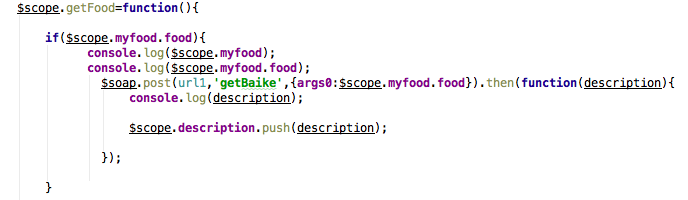 $scope.getFood=function(){
if($scope.myfood.food){
console.log($scope.myfood);
console.log($scope.myfood.food);
$soap.post(url1,'getBaike',{args0:$scope.myfood.food}).then(function(description){
console.log(description);
$scope.description.push(description);
});
}